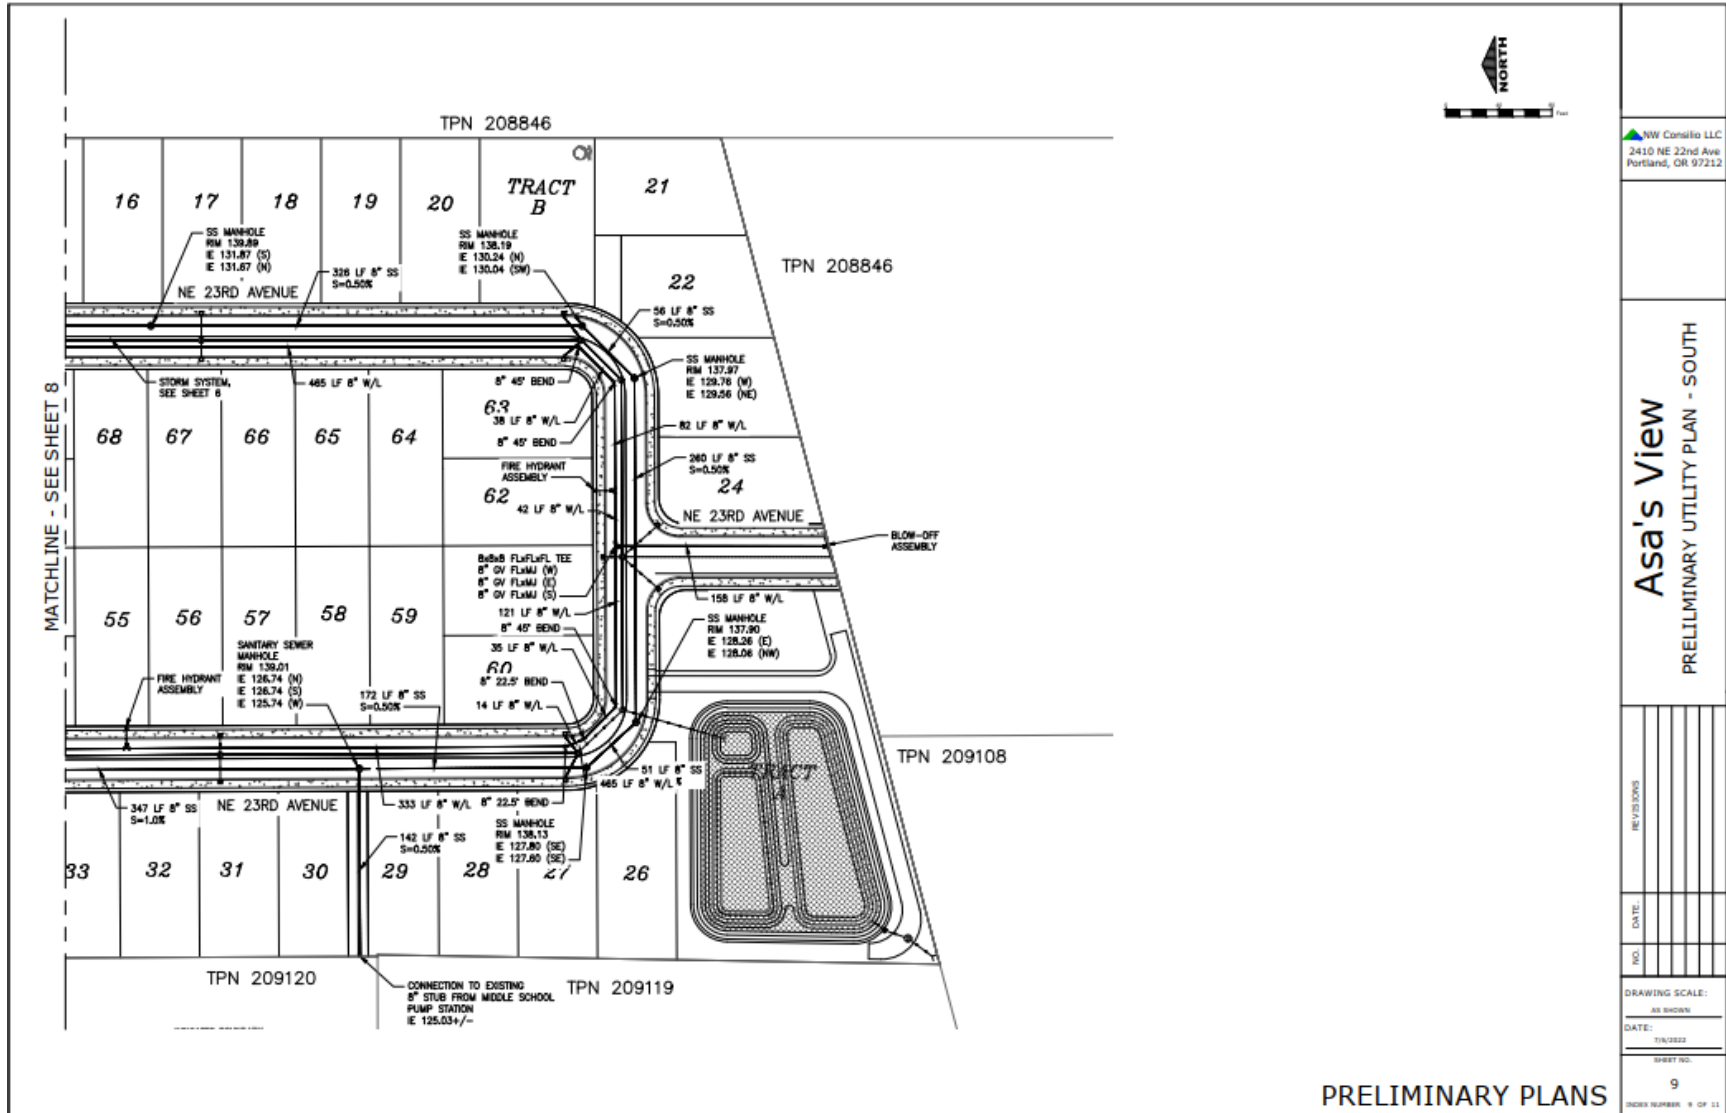 NORTH
Feet
TPN 208846
16
17
18
19
20
TRACT
B
21
SS MANHOLE
RIM 139.89
IE 131.87 (S)
IE 131.67 (N)
326 LF 8" SS
S=0.50%
SS MANHOLE
RIM 138.19
IE 130.24 (N)
IE 130.04 (SW)
NE 23RD AVENUE
TPN 208846
22
56 LF 8" SS
S=0.50%
STORM SYSTEM,
SEE SHEET 6
465 LF 8" W/L
8" 45° BEND
SS MANHOLE
RIM 137.97
IE 129.76 (W)
IE 129.56 (NE)
63
38 LF 8" W/L
8" 45° BEND
82 LF 8" W/L
68
67
66
65
64
260 LF 8" SS
S=0.50%
FIRE HYDRANT
ASSEMBLY
62
42 LF 8" W/L
24
NE 23RD AVENUE
BLOW-OFF
ASSEMBLY
MATCHLINE - SEE SHEET 8
8x8x8 FLxFLxFL TEE
8" GV FLxMJ (W)
8" GV FLxMJ (E)
8" GV FLxMJ (S)
158 LF 8" W/L
121 LF 8" W/L
8" 45° BEND
35 LF 8" W/L
SS MANHOLE
RIM 137.90
IE 128.26 (E)
IE 128.06 (NW)
55
56
57
58
59
60
SANITARY SEWER
MANHOLE
RIM 139.01
IE 126.74 (N)
IE 126.74 (S)
IE 125.74 (W)
FIRE HYDRANT
ASSEMBLY
172 LF 8" SS
S=0.50%
8" 22.5° BEND
14 LF 8" W/L
TPN 209108
51 LF 8" SS
465 LF 8" W/L %
TRACT
347 LF 8" SS
S=1.0%
NE 23RD AVENUE
333 LF 8" W/L
8" 22.5° BEND
SS MANHOLE
RIM 138.13
IE 127.80 (SE)
IE 127.60 (SE)
142 LF 8" SS
S=0.50%
33
32
31
30
29
28
27
26
TPN 209120
CONNECTION TO EXISTING
8" STUB FROM MIDDLE SCHOOL
PUMP STATION
IE 125.03+/-
TPN 209119
PRELIMINARY PLANS
NW Consilio LLC
2410 NE 22nd Ave
Portland, OR 97212
Asa's View
PRELILMINARY UTILITY PLAN - SOUTH
REVISIONS
DATE.
NO.
DRAWING SCALE:
AS SHOWN
DATE:
7/6/2022
SHEET NO.
9
INDEX NUMBER 9 OF 11